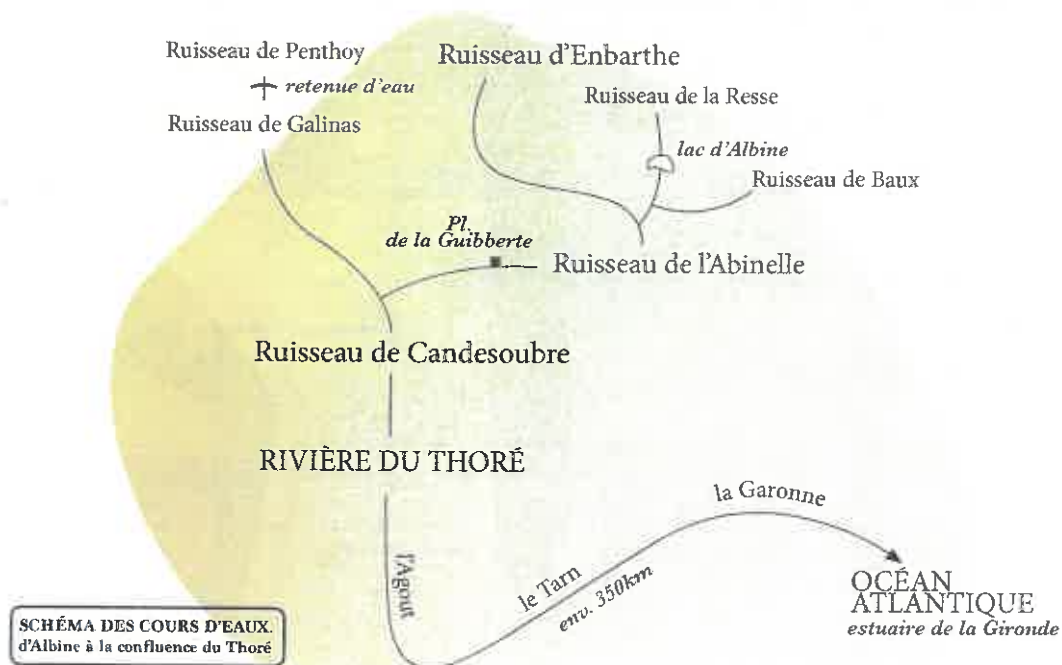 Ruisseau de Penthoy
retenue d'eau
Ruisseau de Galinas
Ruisseau d'Enbarthe
Ruisseau de la Resse
lac d'Albine
Ruisseau de Baux
Pl.
de la Guibberte
Ruisseau de l'Abinelle
Ruisseau de Candesoubre
RIVIÈRE DU THORÉ
l'Agout
le Tarn
env. 350km
la Garonne
OCÉAN
ATLANTIQUE
estuaire de la Gironde
SCHÉMA DES COURS D'EAUX.
d'Albine à la confluence du Thoré